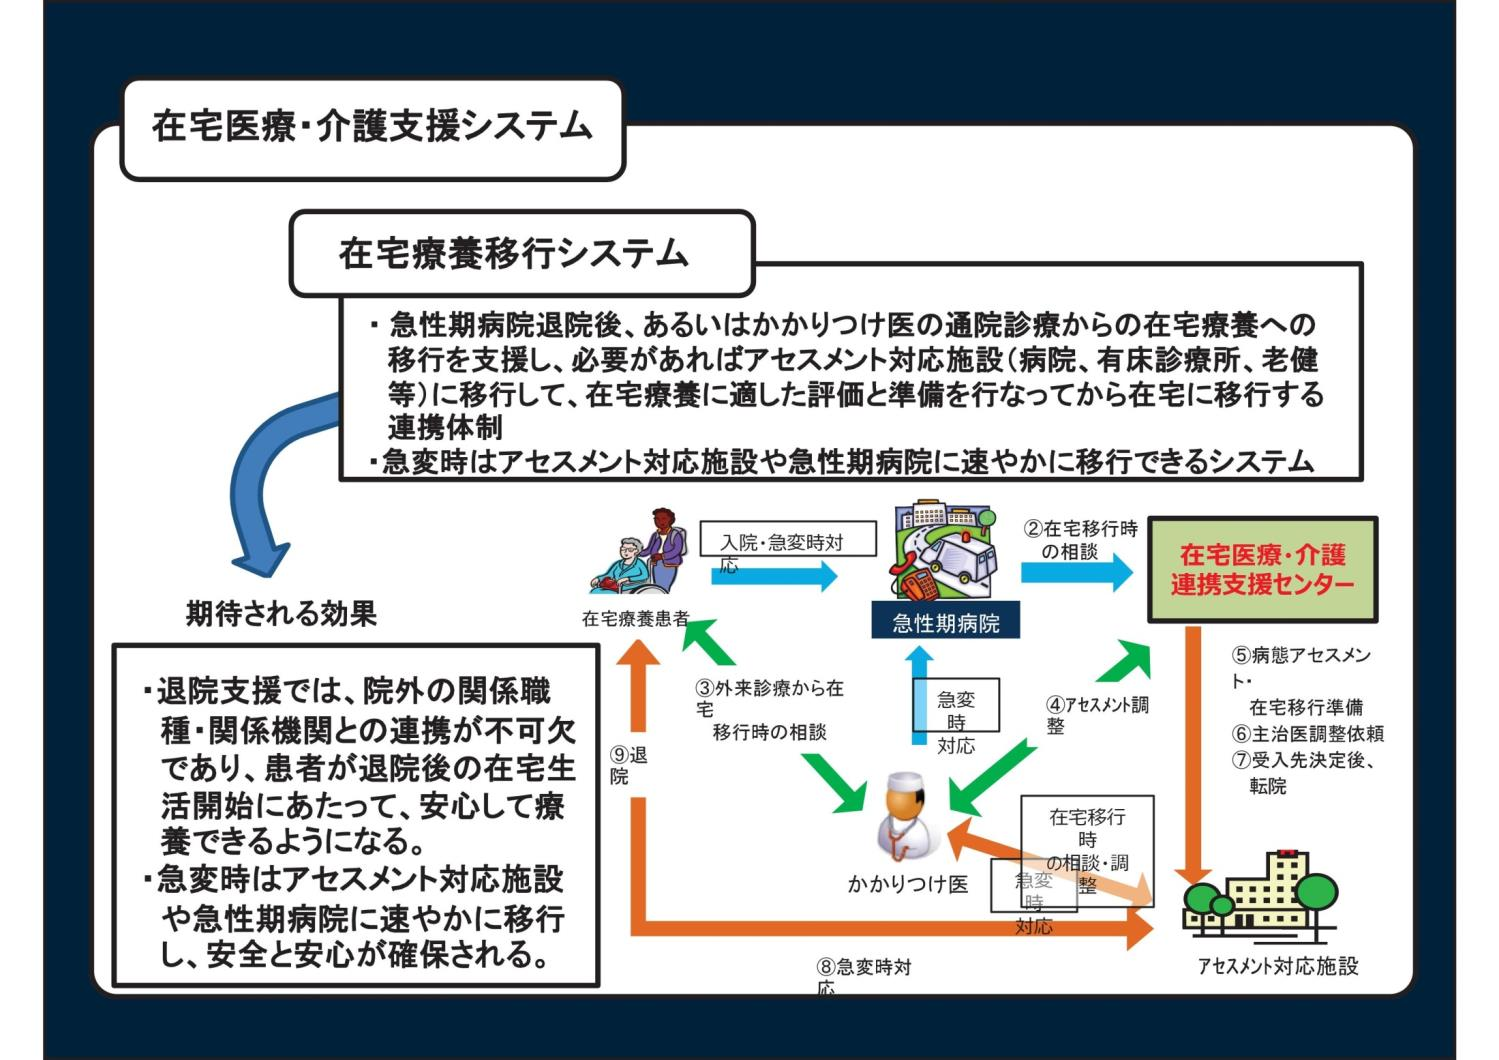 在宅医療・介護支援システム
在宅療養移行システム
・ 急性期病院退院後、あるいはかかりつけ医の通院診療からの在宅療養への
移行を支援し、必要があればアセスメント対応施設（病院、有床診療所、老健
等）に移行して、在宅療養に適した評価と準備を行なってから在宅に移行する
連携体制
・急変時はアセスメント対応施設や急性期病院に速やかに移行できるシステム
期待される効果
・退院支援では、院外の関係職
種・関係機関との連携が不可欠
であり、患者が退院後の在宅生
活開始にあたって、安心して療
養できるようになる。
・急変時はアセスメント対応施設
や急性期病院に速やかに移行
し、安全と安心が確保される。
在宅療養患者
入院・急変時対
応
急性期病院
②在宅移行時
の相談
在宅医療・介護
連携支援センター
③外来診療から在
宅
移行時の相談
急変
時
対応
④アセスメント調
整
⑤病態アセスメン
ト・
在宅移行準備
⑥主治医調整依頼
⑦受入先決定後、
転院
⑨退
院
かかりつけ医
在宅移行
時
の相談・調
整
急変
時
対応
⑧急変時対
応
アセスメント対応施設